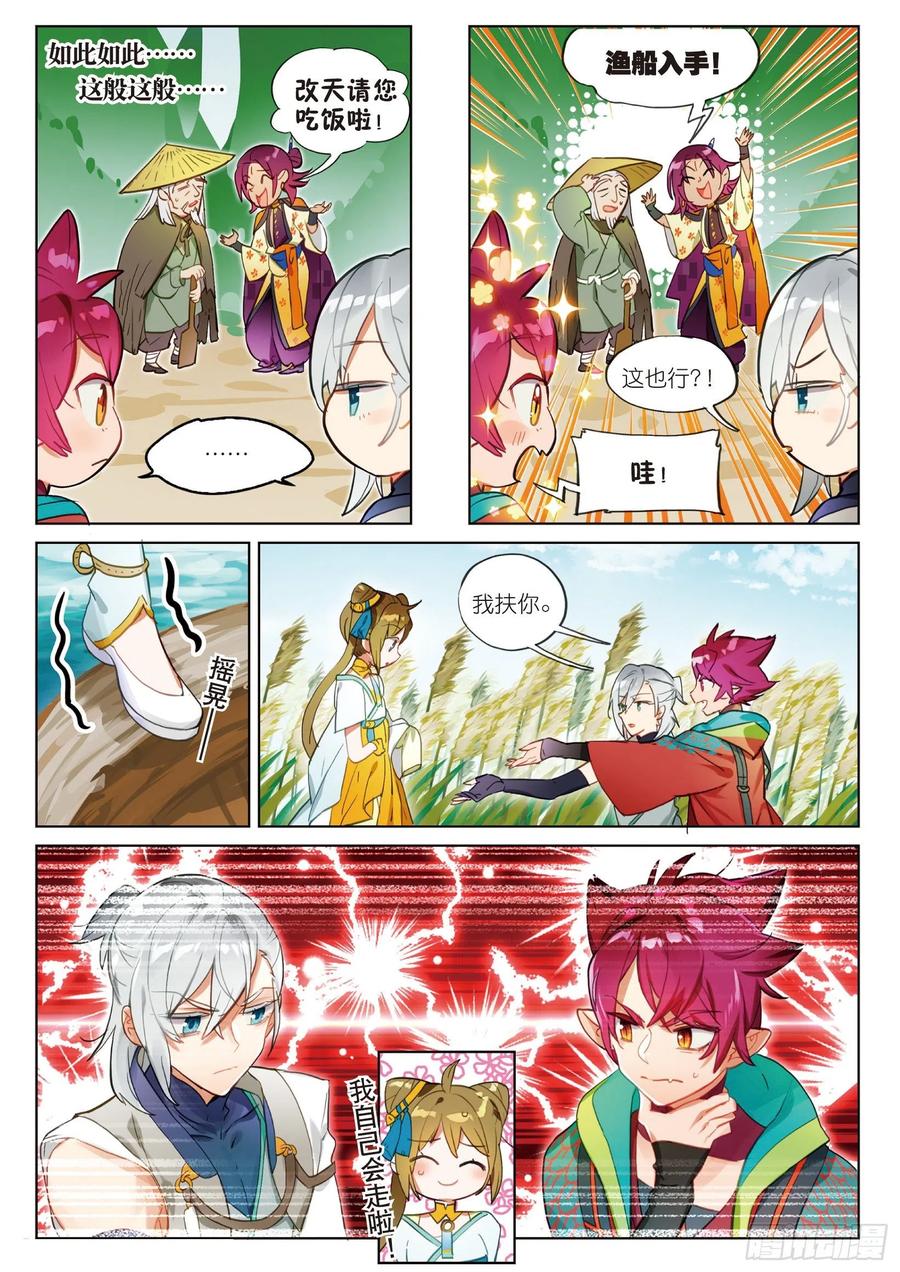 如此如此……
这般这般……
改天请您
吃饭啦！
……
渔船入手！
这也行？！
哇！
摇晃——
我扶你。
我自己会走啦！
腾讯动漫